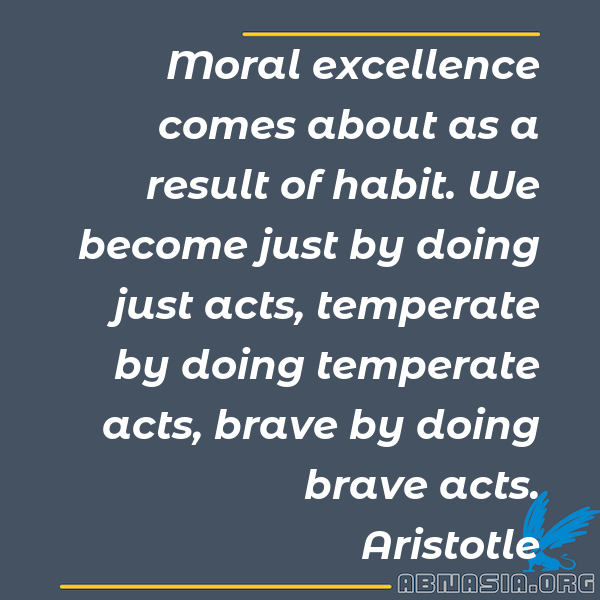 Moral excellence
comes about as a
result of habit. We
become just by doing
just acts, temperate
by doing temperate
acts, brave by doing
brave acts.
Aristotle
ABNASIA.ORG